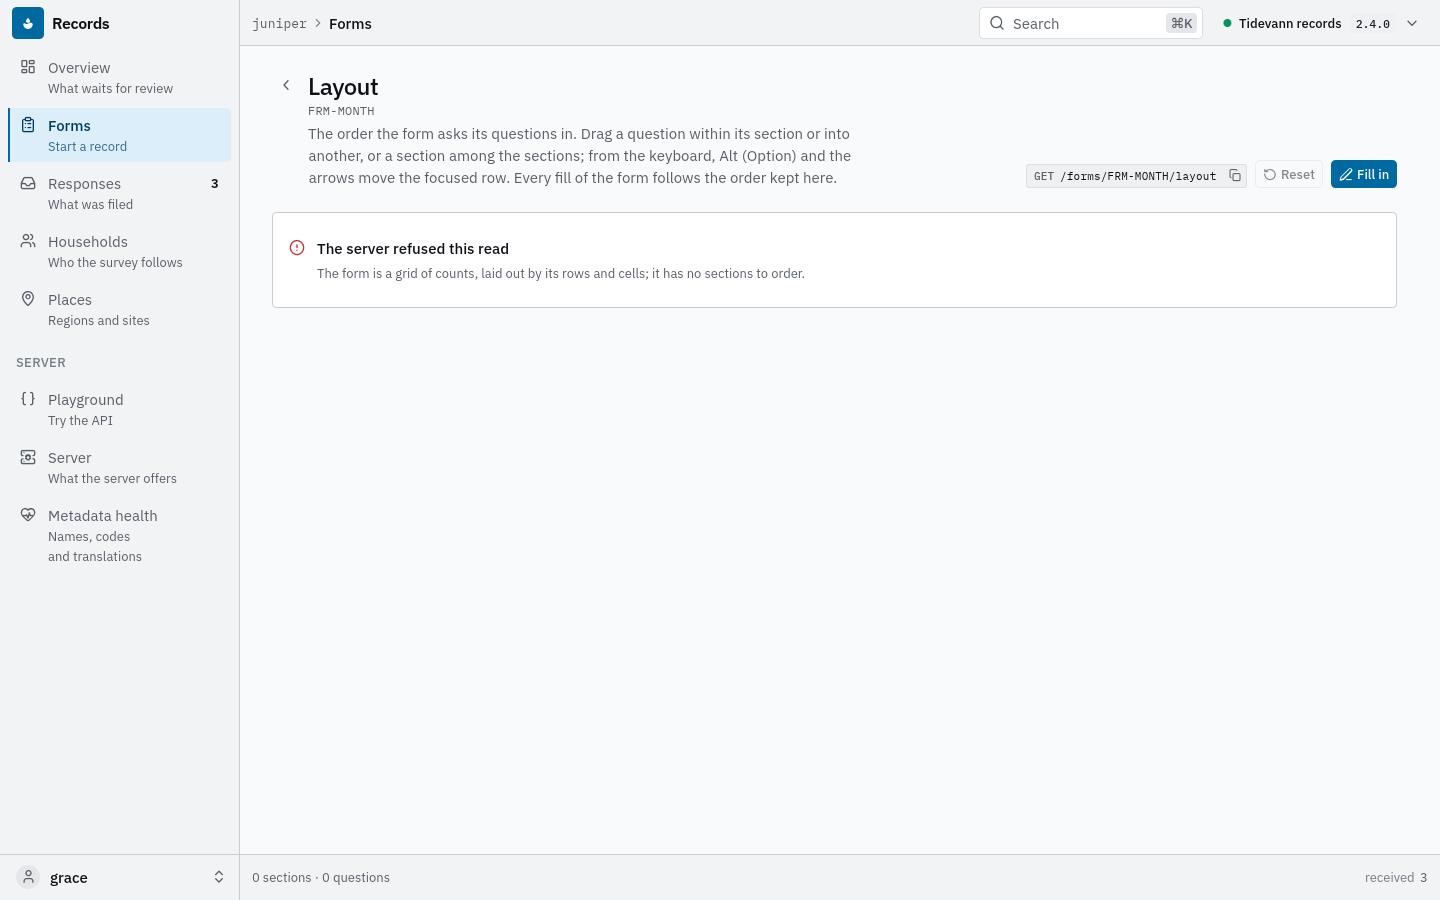 Records
Overview
What waits for review
Forms
Start a record
Responses
3
What was filed
Households
Who the survey follows
Places
Regions and sites
SERVER
Playground
Try the API
Server
What the server offers
Metadata health
Names, codes
and translations
grace
juniper > Forms
Search
⌘K
Tidevann records
2.4.0
Layout
FRM-MONTH
The order the form asks its questions in. Drag a question within its section or into
another, or a section among the sections; from the keyboard, Alt (Option) and the
arrows move the focused row. Every fill of the form follows the order kept here.
GET /forms/FRM-MONTH/layout
Reset
Fill in
The server refused this read
The form is a grid of counts, laid out by its rows and cells; it has no sections to order.
0 sections · 0 questions
received 3